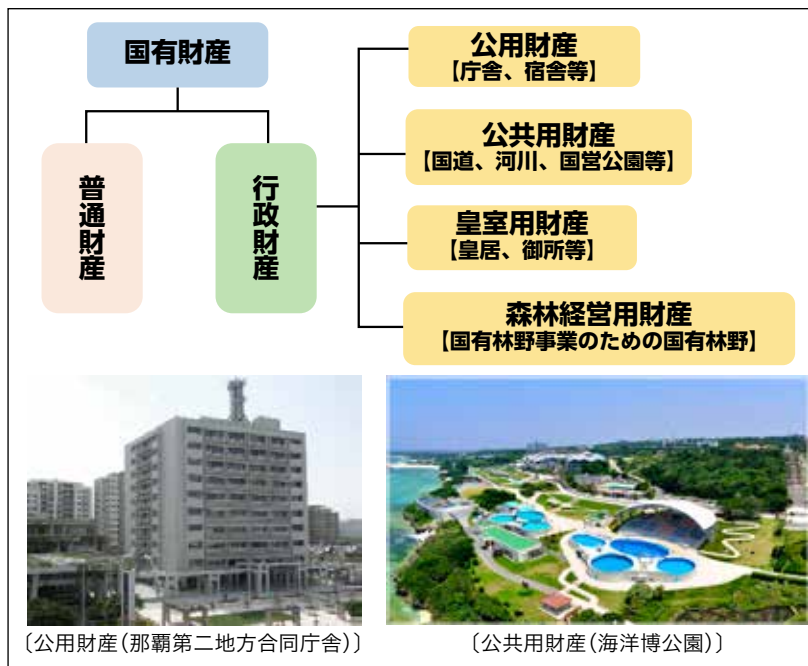 国有財産
普通財産
行政財産
公用財産
【庁舎、宿舎等】
公共用財産
【国道、河川、国営公園等】
皇室用財産
【皇居、御所等】
森林経営用財産
【国有林野事業のための国有林野】
〔公用財産(那覇第二地方合同庁舎)〕
〔公共用財産(海洋博公園)〕